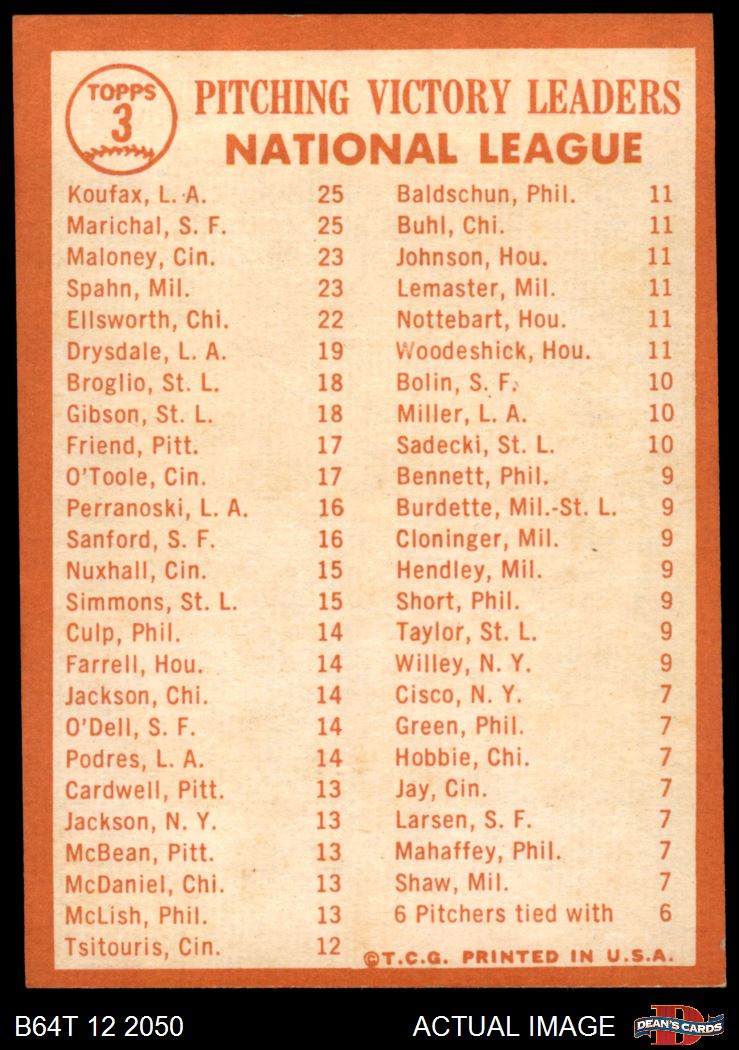 TOPPS
3
PITCHING VICTORY LEADERS
NATIONAL LEAGUE
Koufax, L. A. 25
Marichal, S. F. 25
Maloney, Cin. 23
Spahn, Mil. 23
Ellsworth, Chi. 22
Drysdale, L. A. 19
Broglio, St. L. 18
Gibson, St. L. 18
Friend, Pitt. 17
O'Toole, Cin. 17
Perranoski, L. A. 16
Sanford, S. F. 16
Nuxhall, Cin. 15
Simmons, St. L. 15
Culp, Phil. 14
Farrell, Hou. 14
Jackson, Chi. 14
O'Dell, S. F. 14
Podres, L. A. 14
Cardwell, Pitt. 13
Jackson, N. Y. 13
McBean, Pitt. 13
McDaniel, Chi. 13
McLish, Phil. 13
Tsitouris, Cin. 12
Baldschun, Phil. 11
Buhl, Chi. 11
Johnson, Hou. 11
Lemaster, Mil. 11
Nottebart, Hou. 11
Woodeshick, Hou. 11
Bolin, S. F. 10
Miller, L. A. 10
Sadecki, St. L. 10
Bennett, Phil. 9
Burdette, Mil.-St. L. 9
Cloninger, Mil. 9
Hendley, Mil. 9
Short, Phil. 9
Taylor, St. L. 9
Willey, N. Y. 9
Cisco, N. Y. 7
Green, Phil. 7
Hobbie, Chi. 7
Jay, Cin. 7
Larsen, S. F. 7
Mahaffey, Phil. 7
Shaw, Mil. 7
6 Pitchers tied with 6
©T.C.G. PRINTED IN U.S.A.
B64T 12 2050
ACTUAL IMAGE
D
DEAN'S CARDS